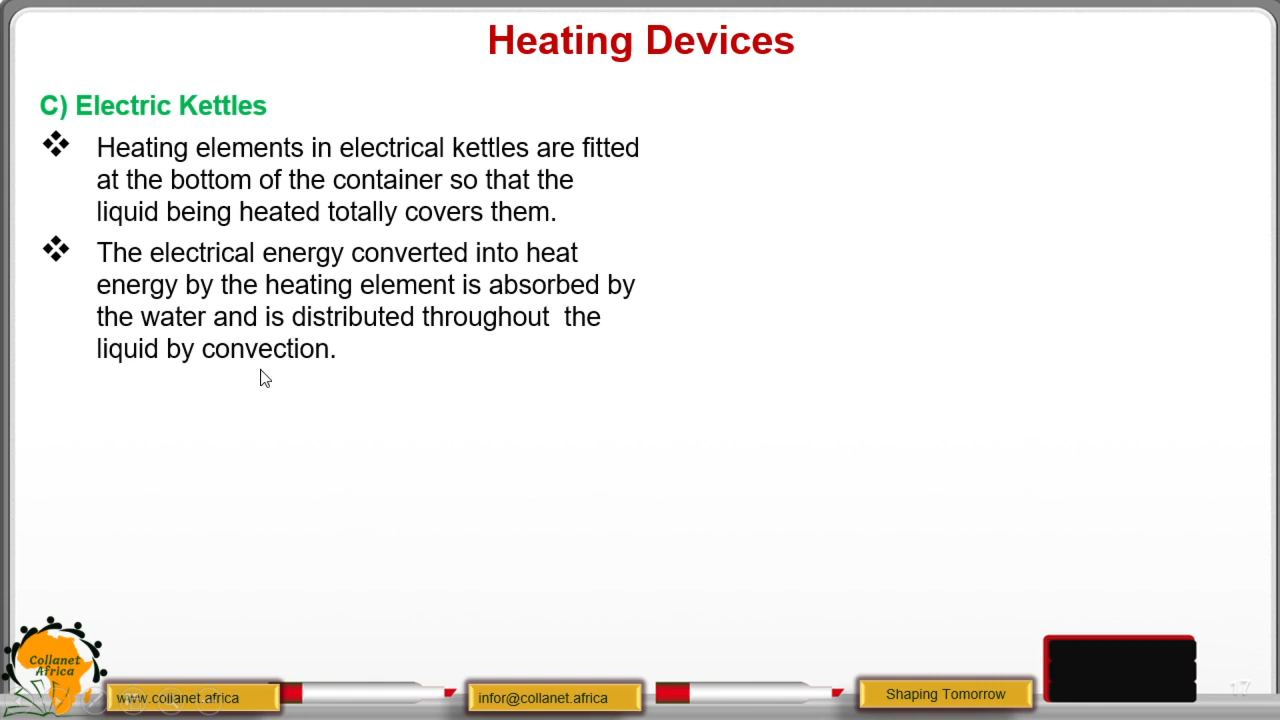 Heating Devices
C) Electric Kettles
❖ Heating elements in electrical kettles are fitted
at the bottom of the container so that the
liquid being heated totally covers them.
❖ The electrical energy converted into heat
energy by the heating element is absorbed by
the water and is distributed throughout the
liquid by convection.
Collanet
Africa
www.collanet.africa
infor@collanet.africa
Shaping Tomorrow
17